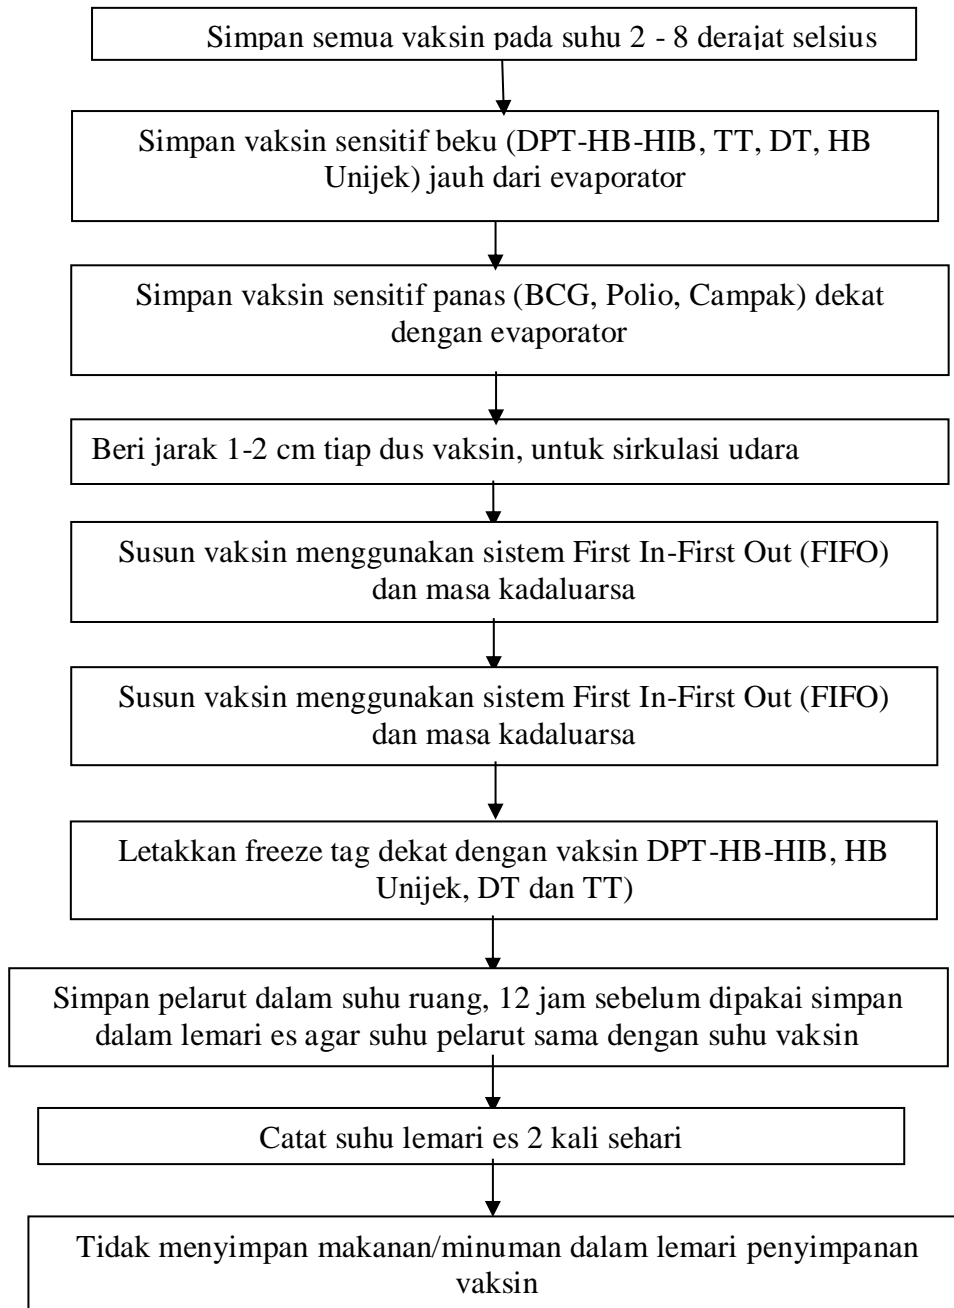 Simpan semua vaksin pada suhu 2 - 8 derajat selsius
Simpan vaksin sensitif beku (DPT-HB-HIB, TT, DT, HB
Unijek) jauh dari evaporator
Simpan vaksin sensitif panas (BCG, Polio, Campak) dekat
dengan evaporator
Beri jarak 1-2 cm tiap dus vaksin, untuk sirkulasi udara
Susun vaksin menggunakan sistem First In-First Out (FIFO)
dan masa kadaluarsa
Susun vaksin menggunakan sistem First In-First Out (FIFO)
dan masa kadaluarsa
Letakkan freeze tag dekat dengan vaksin DPT-HB-HIB, HB
Unijek, DT dan TT)
Simpan pelarut dalam suhu ruang, 12 jam sebelum dipakai simpan
dalam lemari es agar suhu pelarut sama dengan suhu vaksin
Catat suhu lemari es 2 kali sehari
Tidak menyimpan makanan/minuman dalam lemari penyimpanan
vaksin